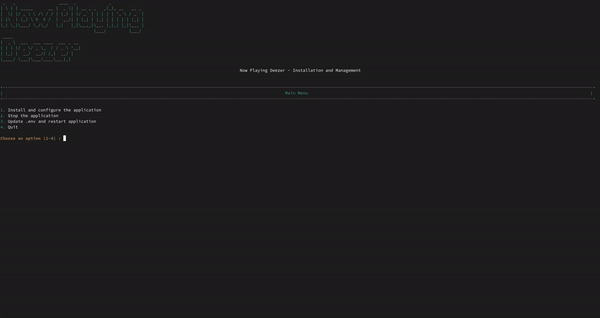 Now Playing
Deezer
Now Playing Deezer - Installation and Management
Main Menu
1. Install and configure the application
2. Stop the application
3. Update .env and restart application
4. Quit
Choose an option (1-4) :